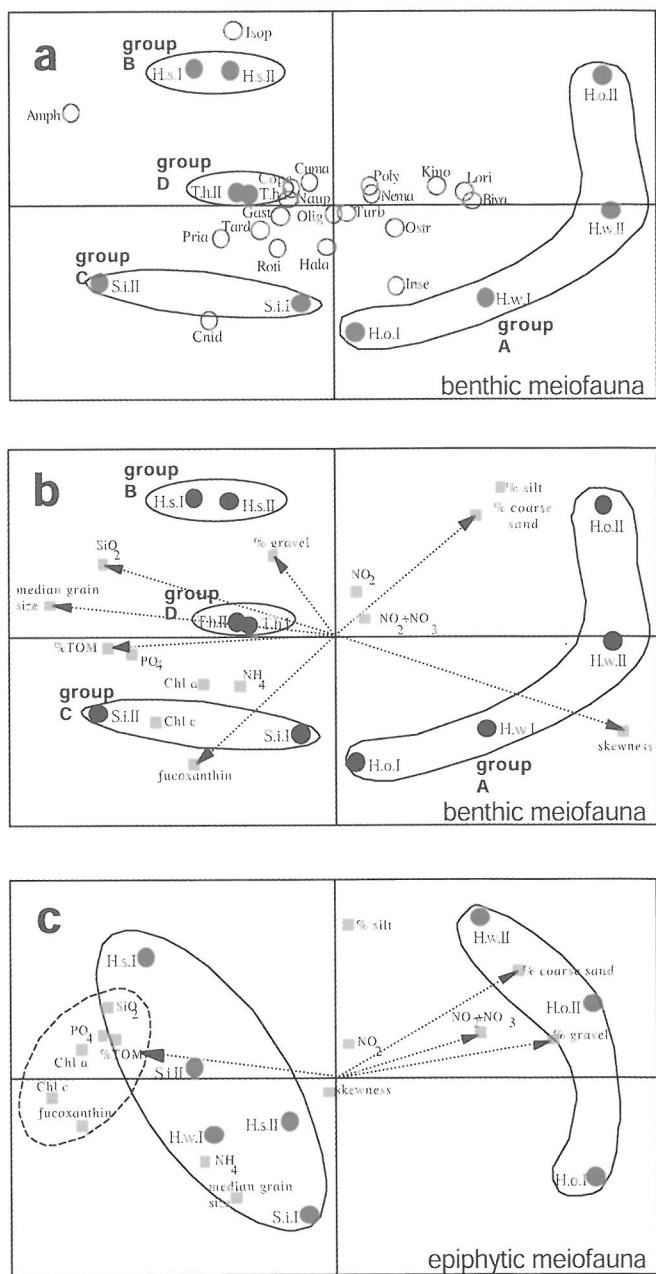 a
group
B
Isop
H.s.I
H.s.II
Amph
H.o.II
group
D
Cope
Cuma
T.h.II
T.h.I
Naup
Poly
Nema
Kino
Lori
Biva
Gast
Olig
Turb
Tard
Ostr
H.w.II
Pria
Roti
Hala
group
C
S.i.II
S.i.I
Inse
H.w.I
Cnid
H.o.I
group
A
benthic meiofauna
b
group
B
H.s.I
H.s.II
% silt
% coarse
sand
H.o.II
SiO2
% gravel
median grain
size
group
D
NO2
T.h.II
T.h.I
NO2+NO3
%TOM
PO4
H.w.II
group
C
Chl a
NH4
S.i.II
Chl c
S.i.I
H.w.I
skewness
fucoxanthin
H.o.I
group
A
benthic meiofauna
c
% silt
H.w.II
H.s.I
% coarse sand
SiO2
H.o.II
PO4
%TOM
NO2+NO3
% gravel
Chl a
NO2
S.i.II
Chl c
skewness
fucoxanthin
H.w.I
H.s.II
NH4
median grain
size
H.o.I
S.i.I
epiphytic meiofauna